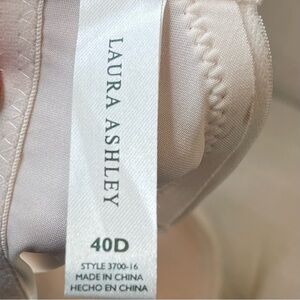 LAURA ASHLEY
40D
STYLE 3700-16
MADE IN CHINA
HECHO EN CHINA